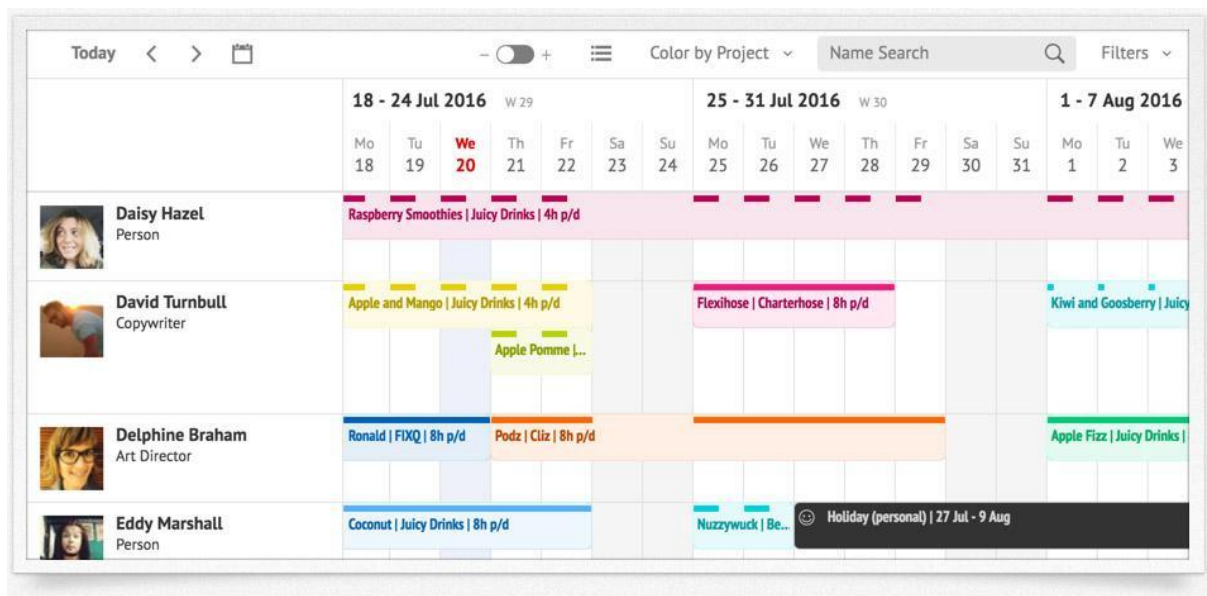 Today < > – + Color by Project Name Search Filters
18 - 24 Jul 2016 W 29 25 - 31 Jul 2016 W 30 1 - 7 Aug 2016
Mo Tu We Th Fr Sa Su Mo Tu We Th Fr Sa Su Mo Tu We
18 19 20 21 22 23 24 25 26 27 28 29 30 31 1 2 3
Daisy Hazel
Person
Raspberry Smoothies | Juicy Drinks | 4h p/d
David Turnbull
Copywriter
Apple and Mango | Juicy Drinks | 4h p/d
Flexihose | Charterhose | 8h p/d
Kiwi and Goosberry | Juicy
Apple Pomme |...
Delphine Braham
Art Director
Ronald | FIXQ | 8h p/d
Podz | Cliz | 8h p/d
Apple Fizz | Juicy Drinks |
Eddy Marshall
Person
Coconut | Juicy Drinks | 8h p/d
Nuzzywuck | Be...
Holiday (personal) | 27 Jul - 9 Aug